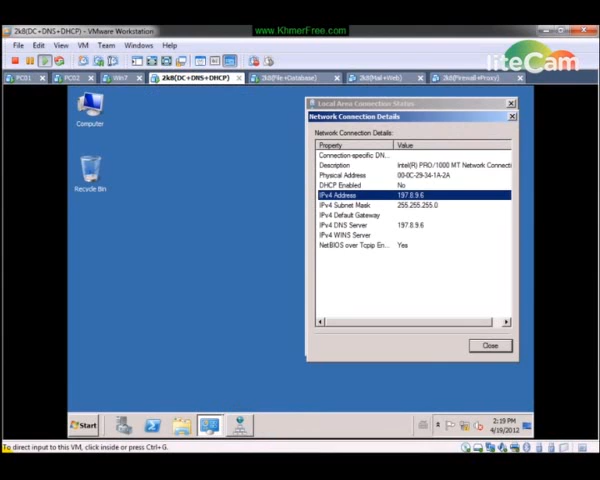 www.KhmerFree.com
2k8(DC+DNS+DHCP) - VMware Workstation
File Edit View VM Team Windows Help
PC01 PC02 Win7 2k8(DC+DNS+DHCP) 2k8(File+Database) 2k8(Mail+Web) 2k8(Firewall+Proxy)
liteCam
Computer
Recycle Bin
Local Area Connection Status
Network Connection Details
Network Connection Details:
Property Value
Connection-specific DN...
Description Intel(R) PRO/1000 MT Network Connecti
Physical Address 00-0C-29-34-1A-2A
DHCP Enabled No
IPv4 Address 197.8.9.6
IPv4 Subnet Mask 255.255.255.0
IPv4 Default Gateway
IPv4 DNS Server 197.8.9.6
IPv4 WINS Server
NetBIOS over Tcpip En... Yes
Close
Start
2:19 PM
4/19/2012
To direct input to this VM, click inside or press Ctrl+G.